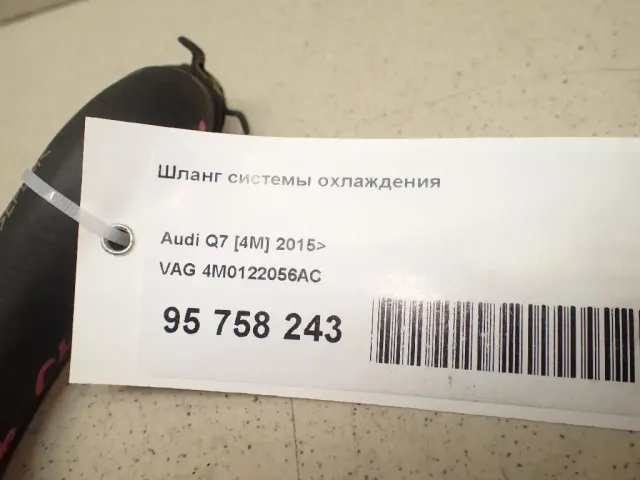 Шланг системы охлаждения
Audi Q7 [4M] 2015>
VAG 4M0122056AC
95 758 243